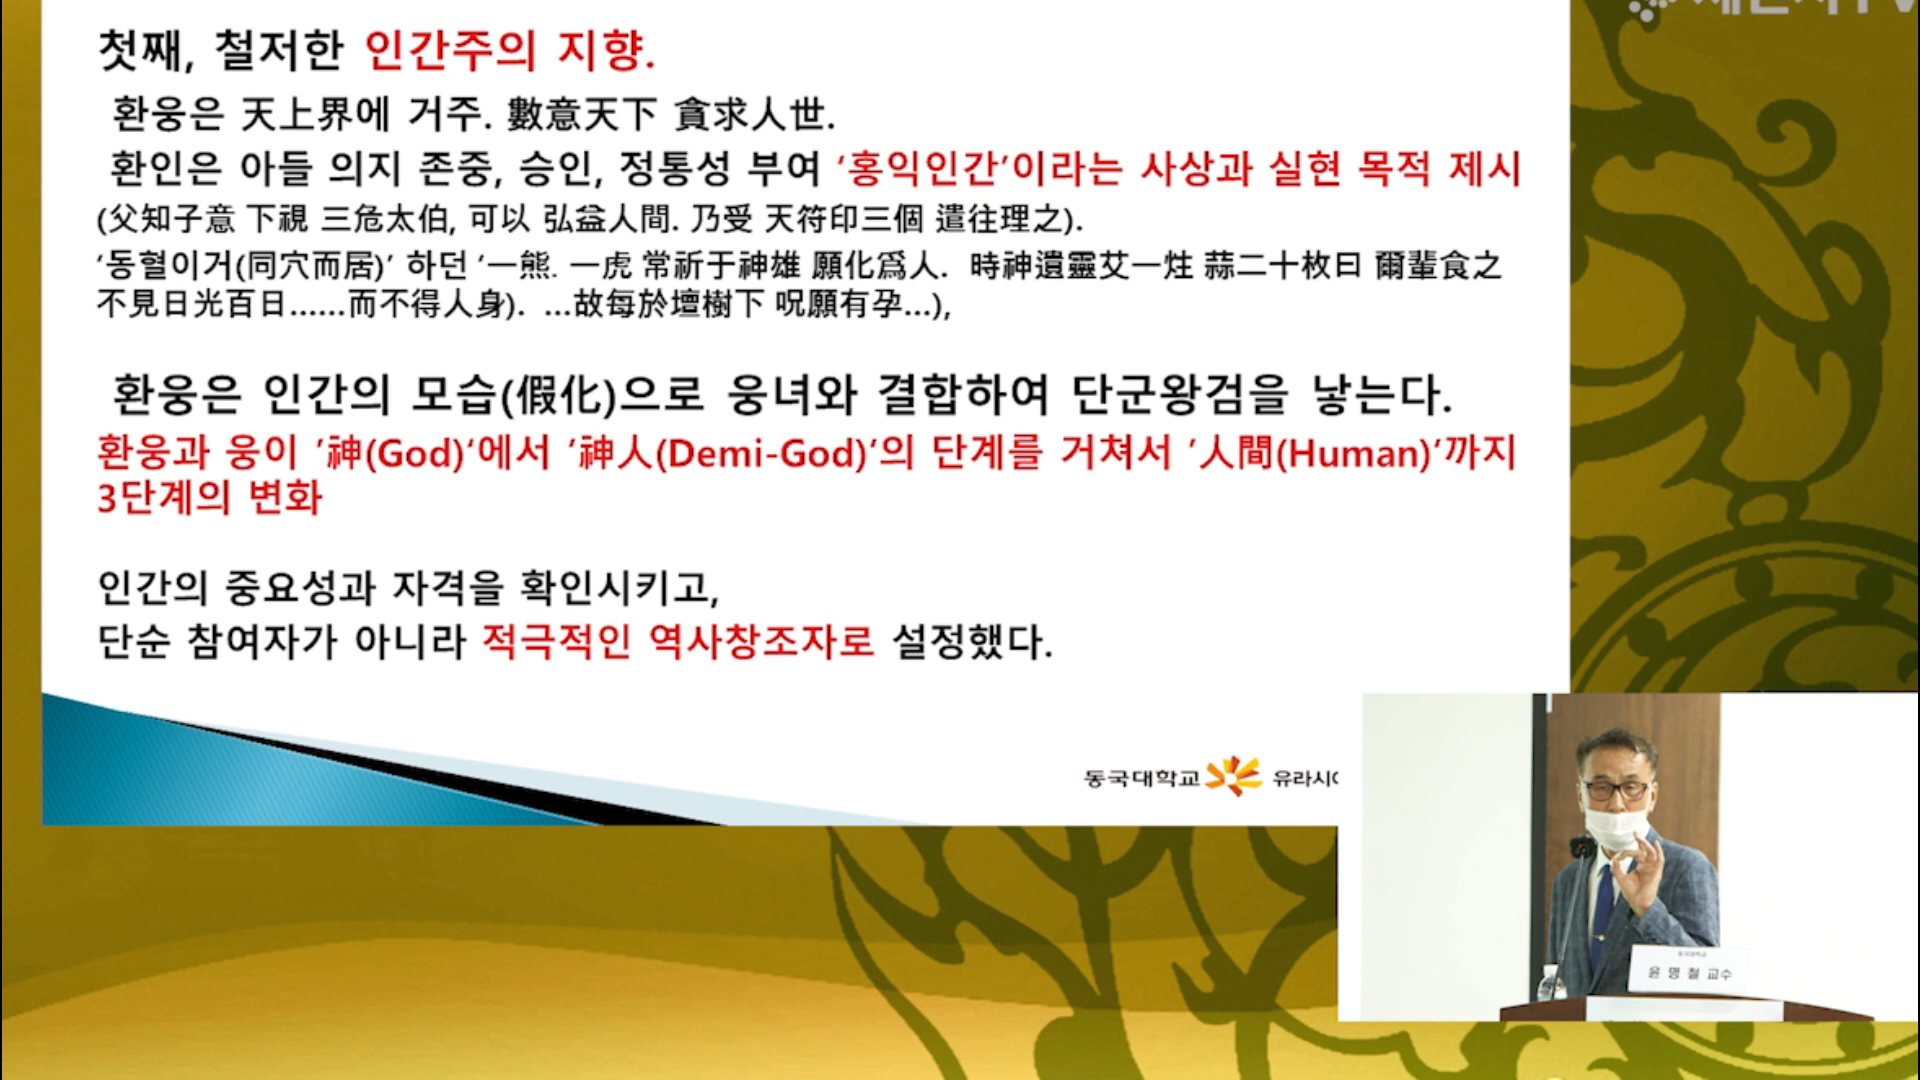 첫째, 철저한 인간주의 지향.
환웅은 天上界에 거주. 數意天下 貪求人世.
환인은 아들 의지 존중, 승인, 정통성 부여 ‘홍익인간’이라는 사상과 실현 목적 제시
(父知子意 下視 三危太伯, 可以 弘益人間. 乃受 天符印三個 遣往理之).
‘동혈이거(同穴而居)’ 하던 ‘一熊. 一虎 常祈于神雄 願化爲人. 時神遺靈艾一炷 蒜二十枚曰 爾輩食之
不見日光百日……而不得人身). …故每於壇樹下 呪願有孕…),
환웅은 인간의 모습(假化)으로 웅녀와 결합하여 단군왕검을 낳는다.
환웅과 웅이 ’神(God)‘에서 ’神人(Demi-God)‘의 단계를 거쳐서 ’人間(Human)‘까지
3단계의 변화
인간의 중요성과 자격을 확인시키고,
단순 참여자가 아니라 적극적인 역사창조자로 설정했다.
동국대학교 유라시아
동국대학교
윤 명 철 교수